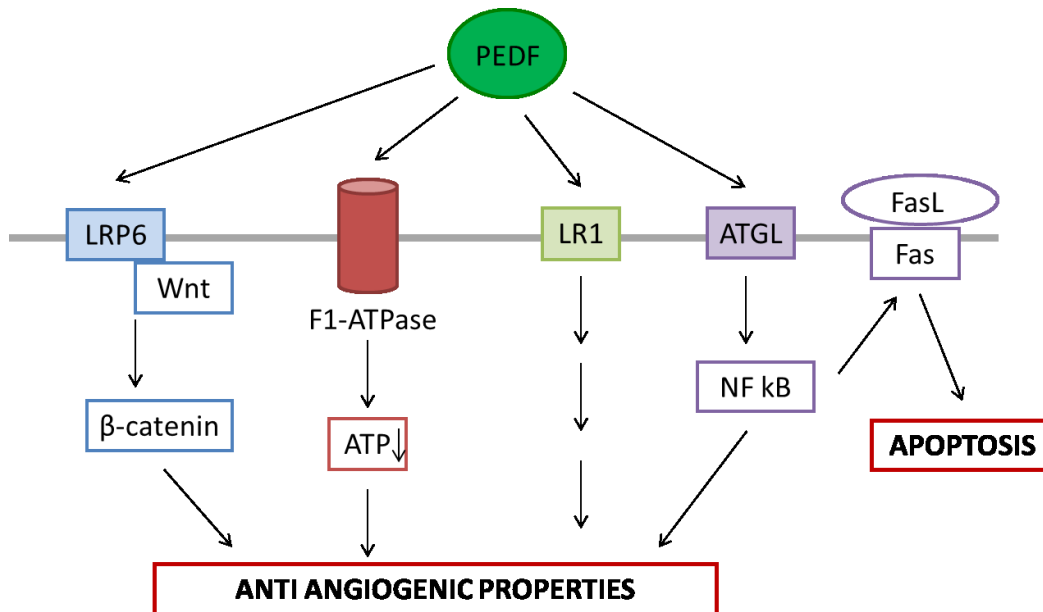 PEDF
LRP6
Wnt
F1-ATPase
LR1
ATGL
FasL
Fas
β-catenin
ATP↓
NF kB
APOPTOSIS
ANTI ANGIOGENIC PROPERTIES